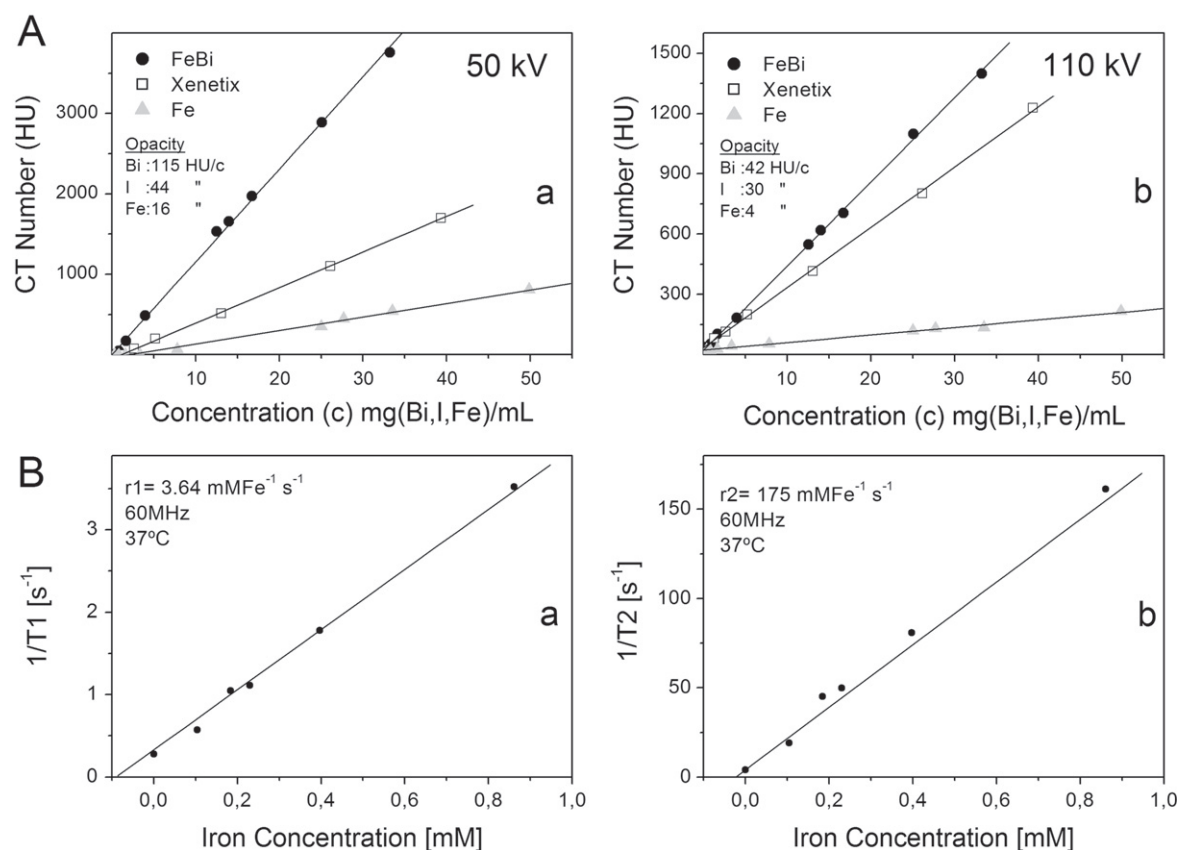 A
FeBi
Xenetix
Fe
50 kV
Opacity
Bi :115 HU/c
I :44 "
Fe:16 "
a
CT Number (HU)
3000
2000
1000
10 20 30 40 50
Concentration (c) mg(Bi,I,Fe)/mL
FeBi
Xenetix
Fe
110 kV
Opacity
Bi :42 HU/c
I :30 "
Fe:4 "
b
CT Number (HU)
1500
1200
900
600
300
10 20 30 40 50
Concentration (c) mg(Bi,I,Fe)/mL
B
r1= 3.64 mMFe⁻¹ s⁻¹
60MHz
37ºC
a
1/T1 [s⁻¹]
3
2
1
0
0,0 0,2 0,4 0,6 0,8 1,0
Iron Concentration [mM]
r2= 175 mMFe⁻¹ s⁻¹
60MHz
37ºC
b
1/T2 [s⁻¹]
150
100
50
0
0,0 0,2 0,4 0,6 0,8 1,0
Iron Concentration [mM]